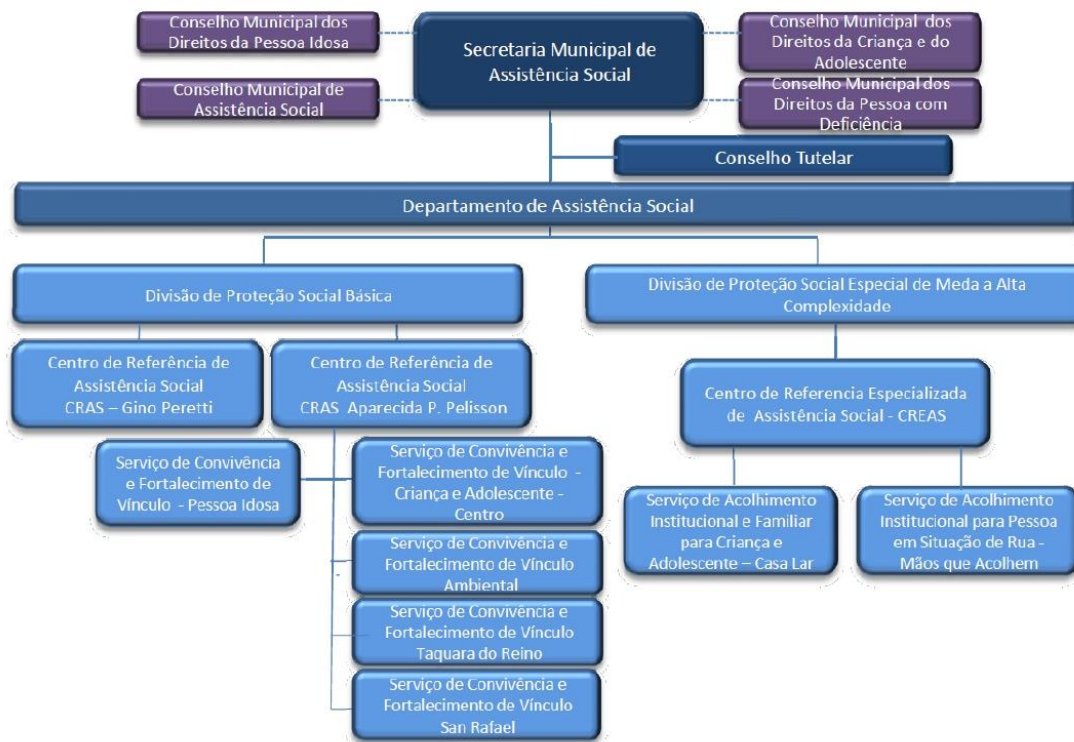 Conselho Municipal dos
Direitos da Pessoa Idosa
Conselho Municipal de
Assistência Social
Secretaria Municipal de
Assistência Social
Conselho Municipal dos
Direitos da Criança e do
Adolescente
Conselho Municipal dos
Direitos da Pessoa com
Deficiência
Conselho Tutelar
Departamento de Assistência Social
Divisão de Proteção Social Básica
Divisão de Proteção Social Especial de Meda a Alta
Complexidade
Centro de Referência de
Assistência Social
CRAS – Gino Peretti
Centro de Referência de
Assistência Social
CRAS Aparecida P. Pelisson
Centro de Referencia Especializada
de Assistência Social - CREAS
Serviço de Convivência
e Fortalecimento de
Vínculo - Pessoa Idosa
Serviço de Convivência e
Fortalecimento de Vínculo -
Criança e Adolescente -
Centro
Serviço de Convivência e
Fortalecimento de Vínculo
Ambiental
Serviço de Convivência e
Fortalecimento de Vínculo
Taquara do Reino
Serviço de Convivência e
Fortalecimento de Vínculo
San Rafael
Serviço de Acolhimento
Institucional e Familiar
para Criança e
Adolescente – Casa Lar
Serviço de Acolhimento
Institucional para Pessoa
em Situação de Rua -
Mãos que Acolhem